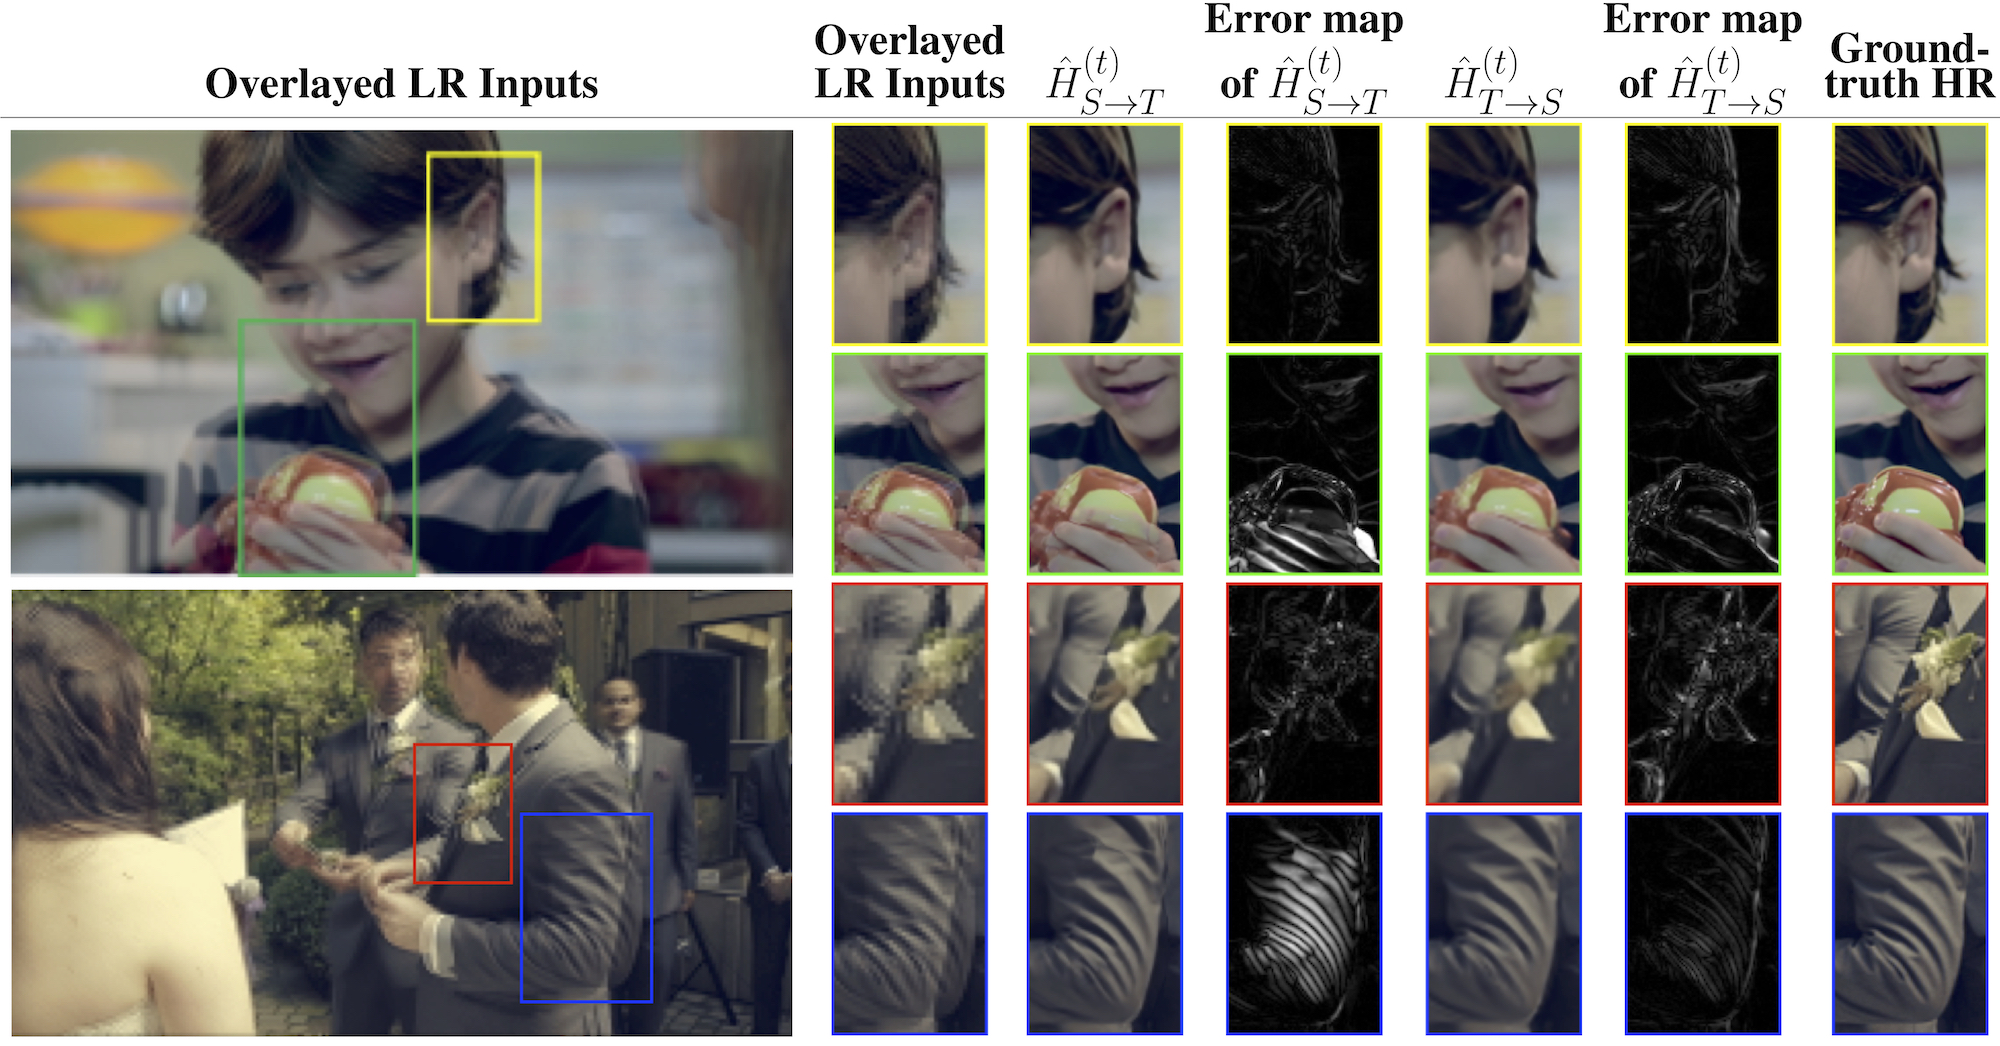 Overlayed LR Inputs
Overlayed
LR Inputs
$\hat{H}^{(t)}_{S \to T}$
Error map
of $\hat{H}^{(t)}_{S \to T}$
$\hat{H}^{(t)}_{T \to S}$
Error map
of $\hat{H}^{(t)}_{T \to S}$
Ground-
truth HR